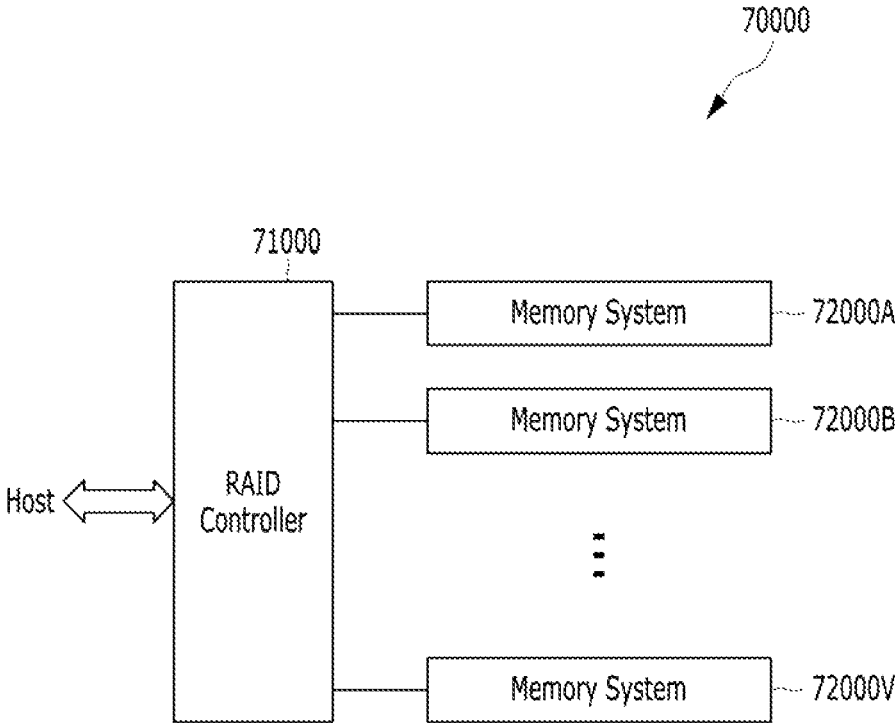 70000
71000
Memory System
72000A
Memory System
72000B
Host
RAID
Controller
Memory System
72000V